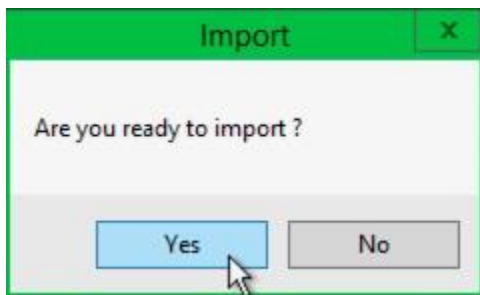 Import
x
Are you ready to import ?
Yes
No